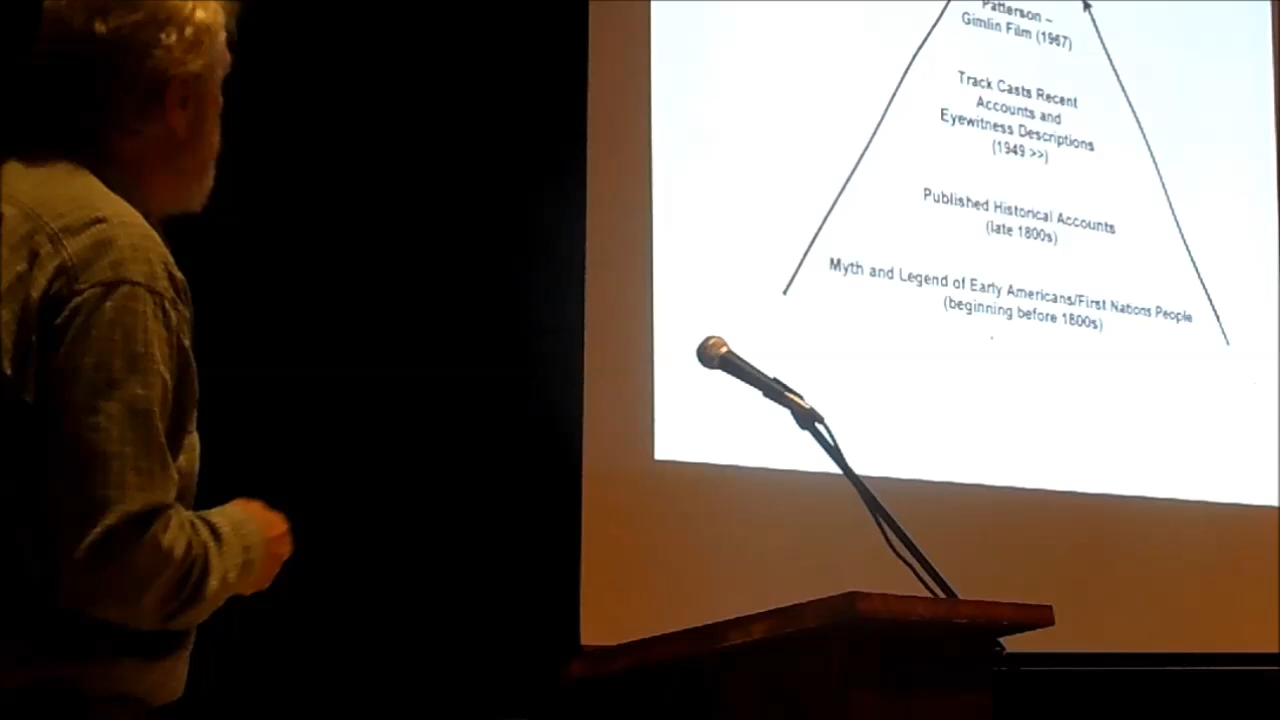 Patterson –
Gimlin Film (1967)
Track Casts Recent
Accounts and
Eyewitness Descriptions
(1949 >>)
Published Historical Accounts
(late 1800s)
Myth and Legend of Early Americans/First Nations People
(beginning before 1800s)